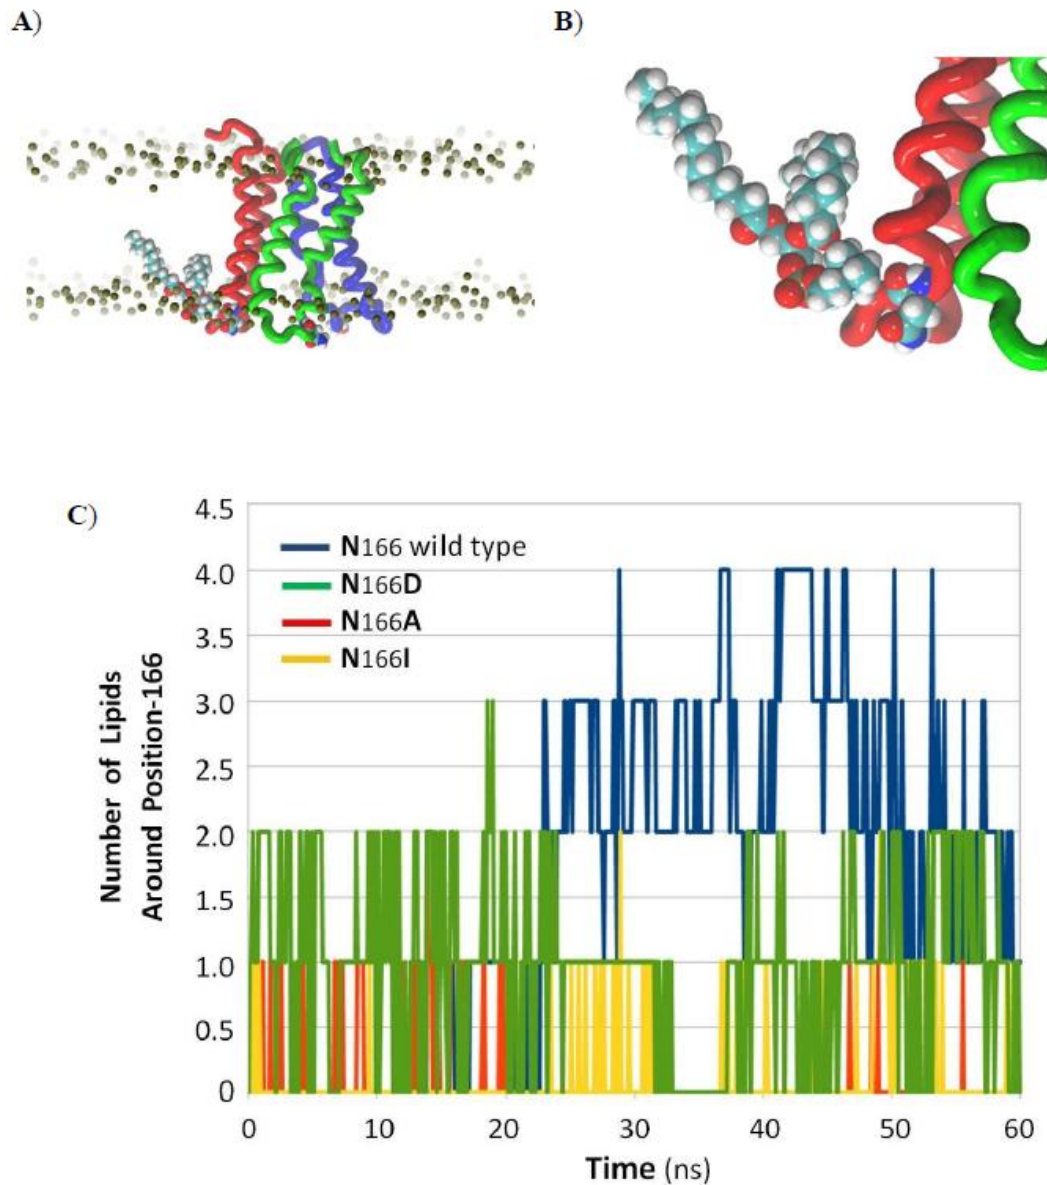 A)
B)
C)
4.5
4.0
3.5
3.0
2.5
2.0
1.5
1.0
0.5
0
Number of Lipids
Around Position-166
N166 wild type
N166D
N166A
N166I
0 10 20 30 40 50 60
Time (ns)